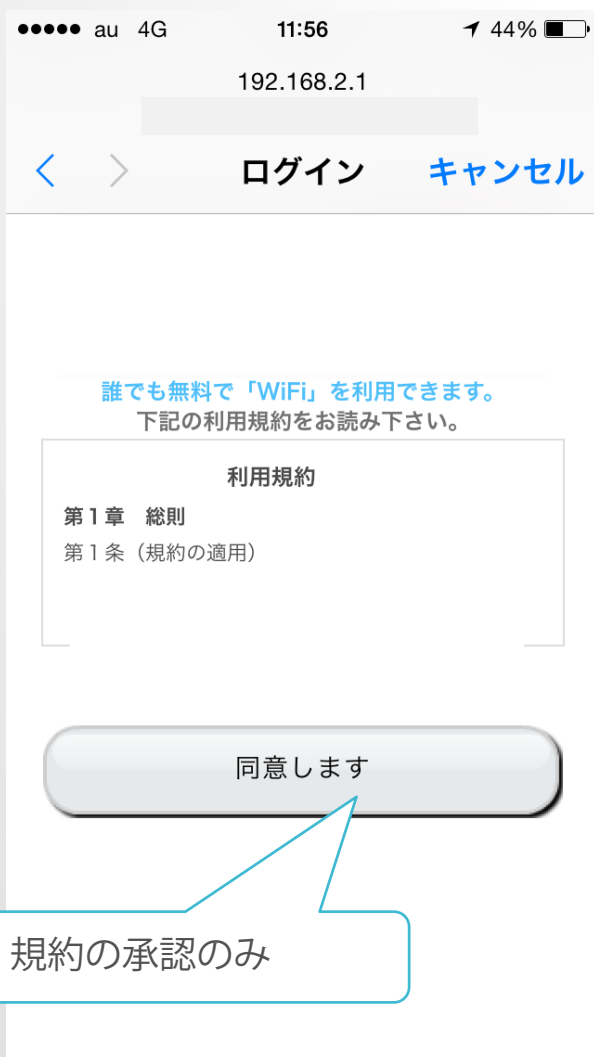 au 4G 11:56 44%
192.168.2.1
ログイン キャンセル
誰でも無料で「WiFi」を利用できます。
下記の利用規約をお読み下さい。
利用規約
第1章 総則
第1条（規約の適用）
同意します
規約の承認のみ